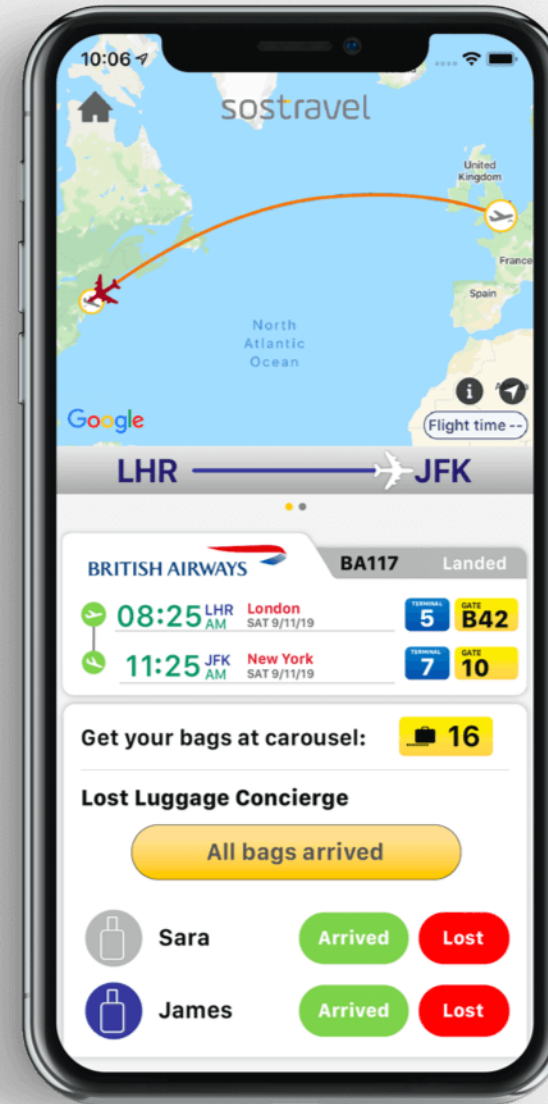 10:06
sostravel
United
Kingdom
France
Spain
North
Atlantic
Ocean
Google
Flight time --
LHR JFK
BRITISH AIRWAYS BA117 Landed
08:25 AM LHR London SAT 9/11/19 TERMINAL 5 GATE B42
11:25 AM JFK New York SAT 9/11/19 TERMINAL 7 GATE 10
Get your bags at carousel: 16
Lost Luggage Concierge
All bags arrived
Sara Arrived Lost
James Arrived Lost